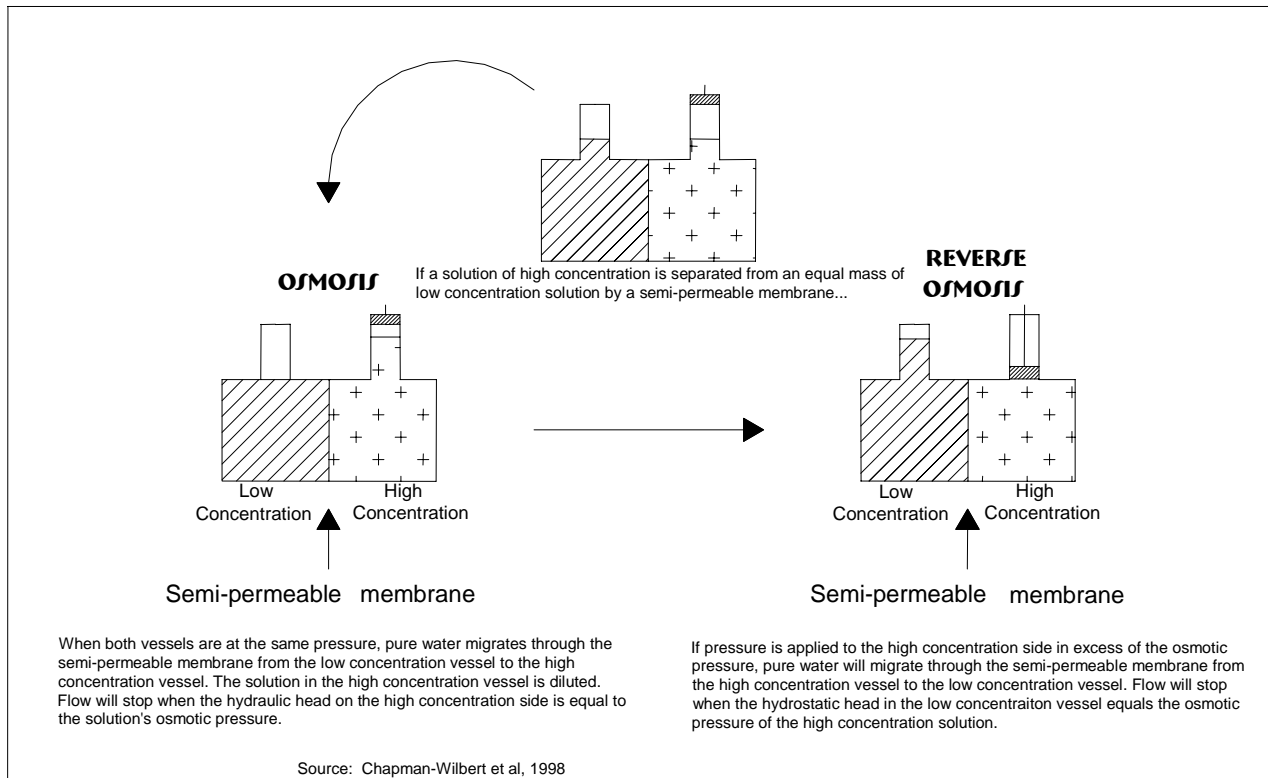 OSMOSIS
If a solution of high concentration is separated from an equal mass of
low concentration solution by a semi-permeable membrane...
REVERSE
OSMOSIS
Low
Concentration
High
Concentration
Low
Concentration
High
Concentration
Semi-permeable membrane
Semi-permeable membrane
When both vessels are at the same pressure, pure water migrates through the
semi-permeable membrane from the low concentration vessel to the high
concentration vessel. The solution in the high concentration vessel is diluted.
Flow will stop when the hydraulic head on the high concentration side is equal to
the solution's osmotic pressure.
If pressure is applied to the high concentration side in excess of the osmotic
pressure, pure water will migrate through the semi-permeable membrane from
the high concentration vessel to the low concentration vessel. Flow will stop
when the hydrostatic head in the low concentraiton vessel equals the osmotic
pressure of the high concentration solution.
Source: Chapman-Wilbert et al, 1998